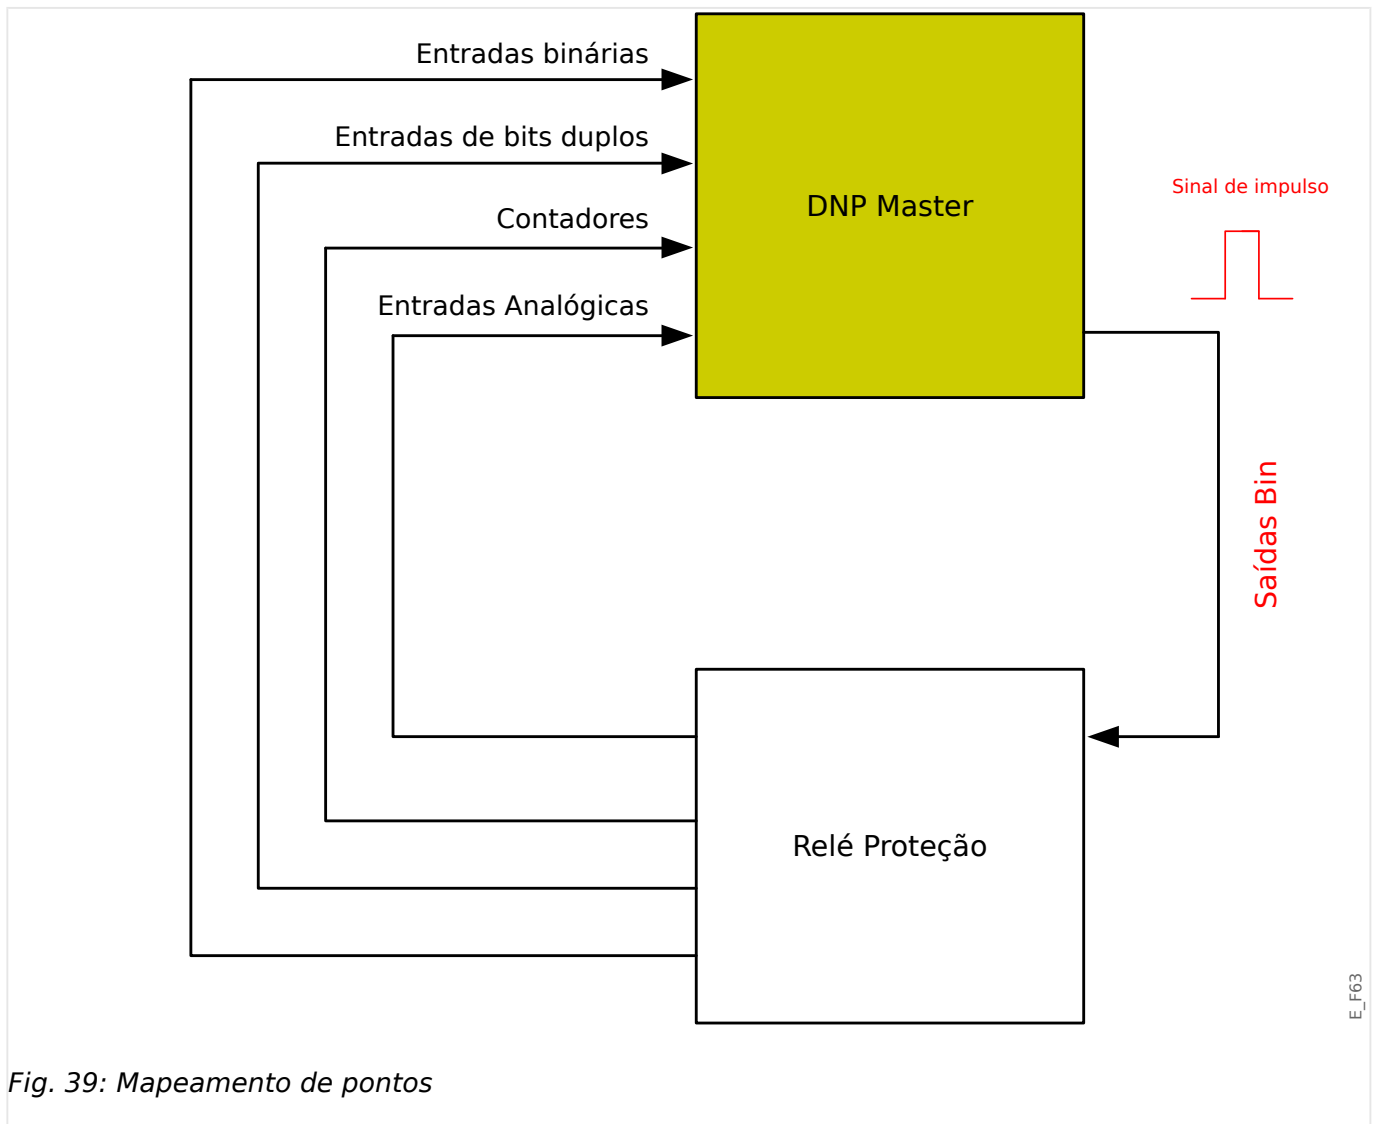 Entradas binárias
Entradas de bits duplos
Contadores
Entradas Analógicas
DNP Master
Sinal de impulso
Saídas Bin
Relé Proteção
E_F63
Fig. 39: Mapeamento de pontos